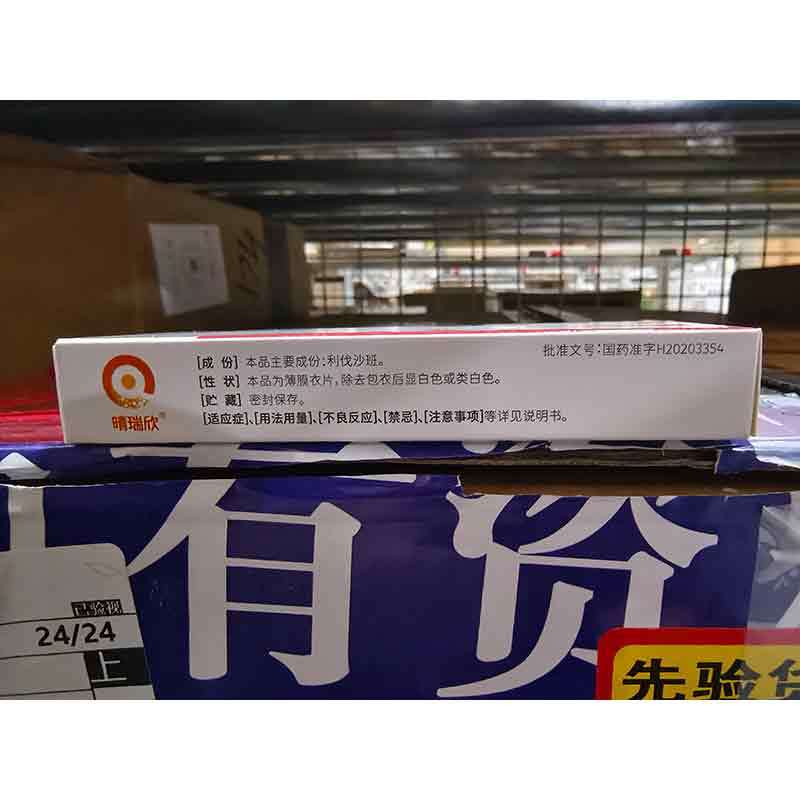 [成 份] 本品主要成份:利伐沙班。
批准文号:国药准字H20203354
[性 状] 本品为薄膜衣片,除去包衣后显白色或类白色。
[贮 藏] 密封保存。
[适应症]、[用法用量]、[不良反应]、[禁忌]、[注意事项]等详见说明书。
晴瑞欣®
有资
已验视
24/24
上
先验货